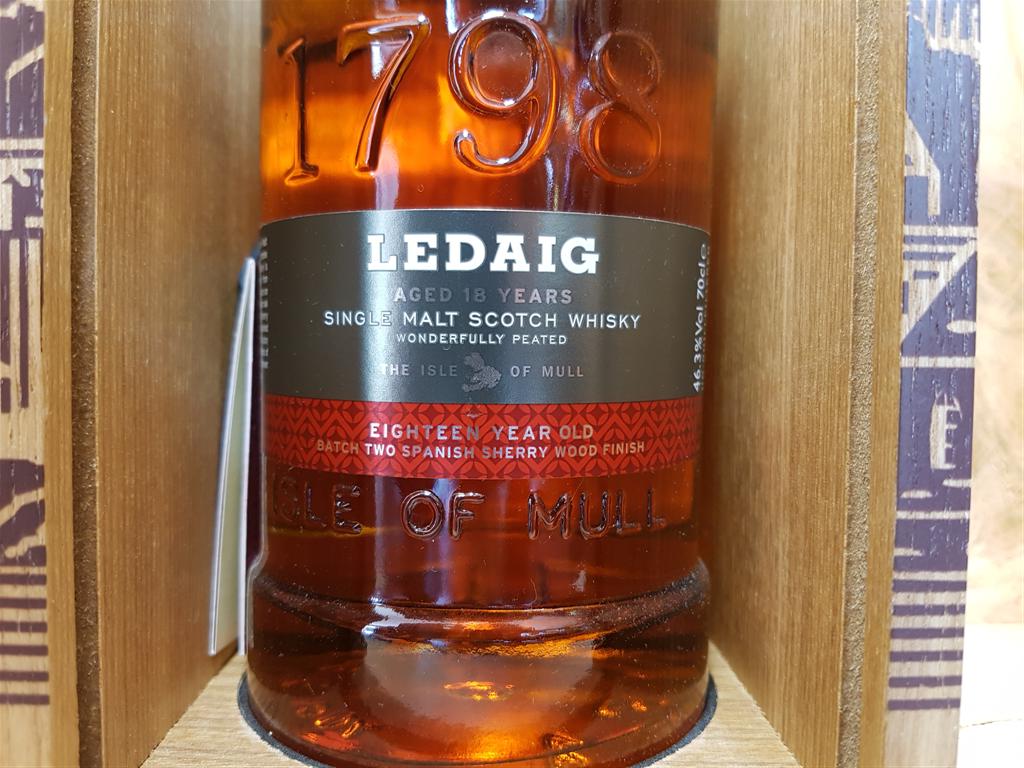 1798
LEDAIG
AGED 18 YEARS
SINGLE MALT SCOTCH WHISKY
WONDERFULLY PEATED
THE ISLE OF MULL
46.3%Vol 70cl
EIGHTEEN YEAR OLD
BATCH TWO SPANISH SHERRY WOOD FINISH
ISLE OF MULL